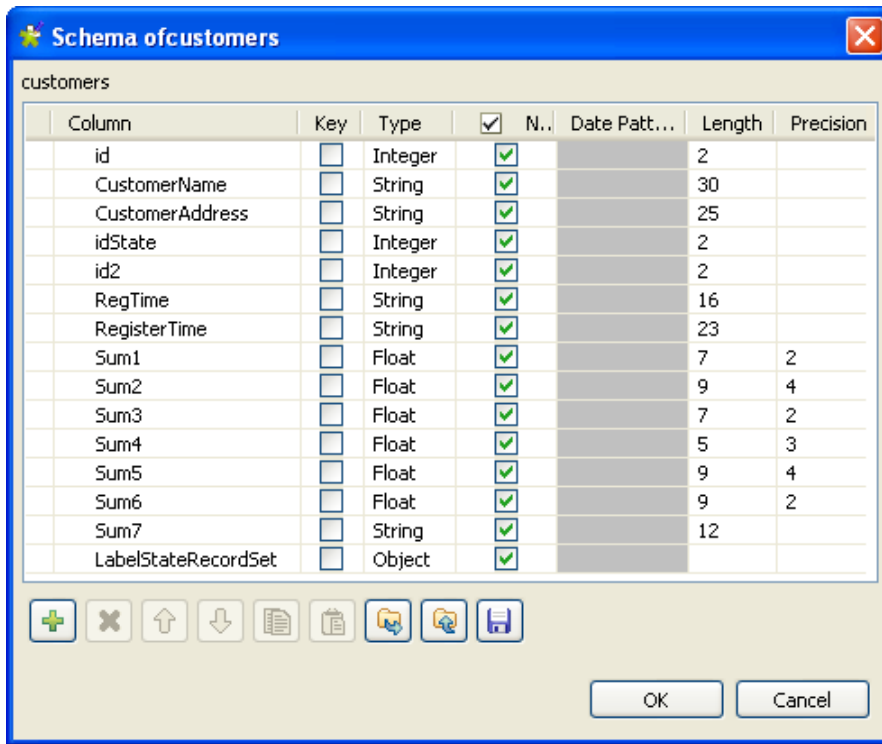 Schema ofcustomers
customers
Column Key Type N.. Date Patt... Length Precision
id Integer 2
CustomerName String 30
CustomerAddress String 25
idState Integer 2
id2 Integer 2
RegTime String 16
RegisterTime String 23
Sum1 Float 7 2
Sum2 Float 9 4
Sum3 Float 7 2
Sum4 Float 5 3
Sum5 Float 9 4
Sum6 Float 9 2
Sum7 String 12
LabelStateRecordSet Object
OK Cancel